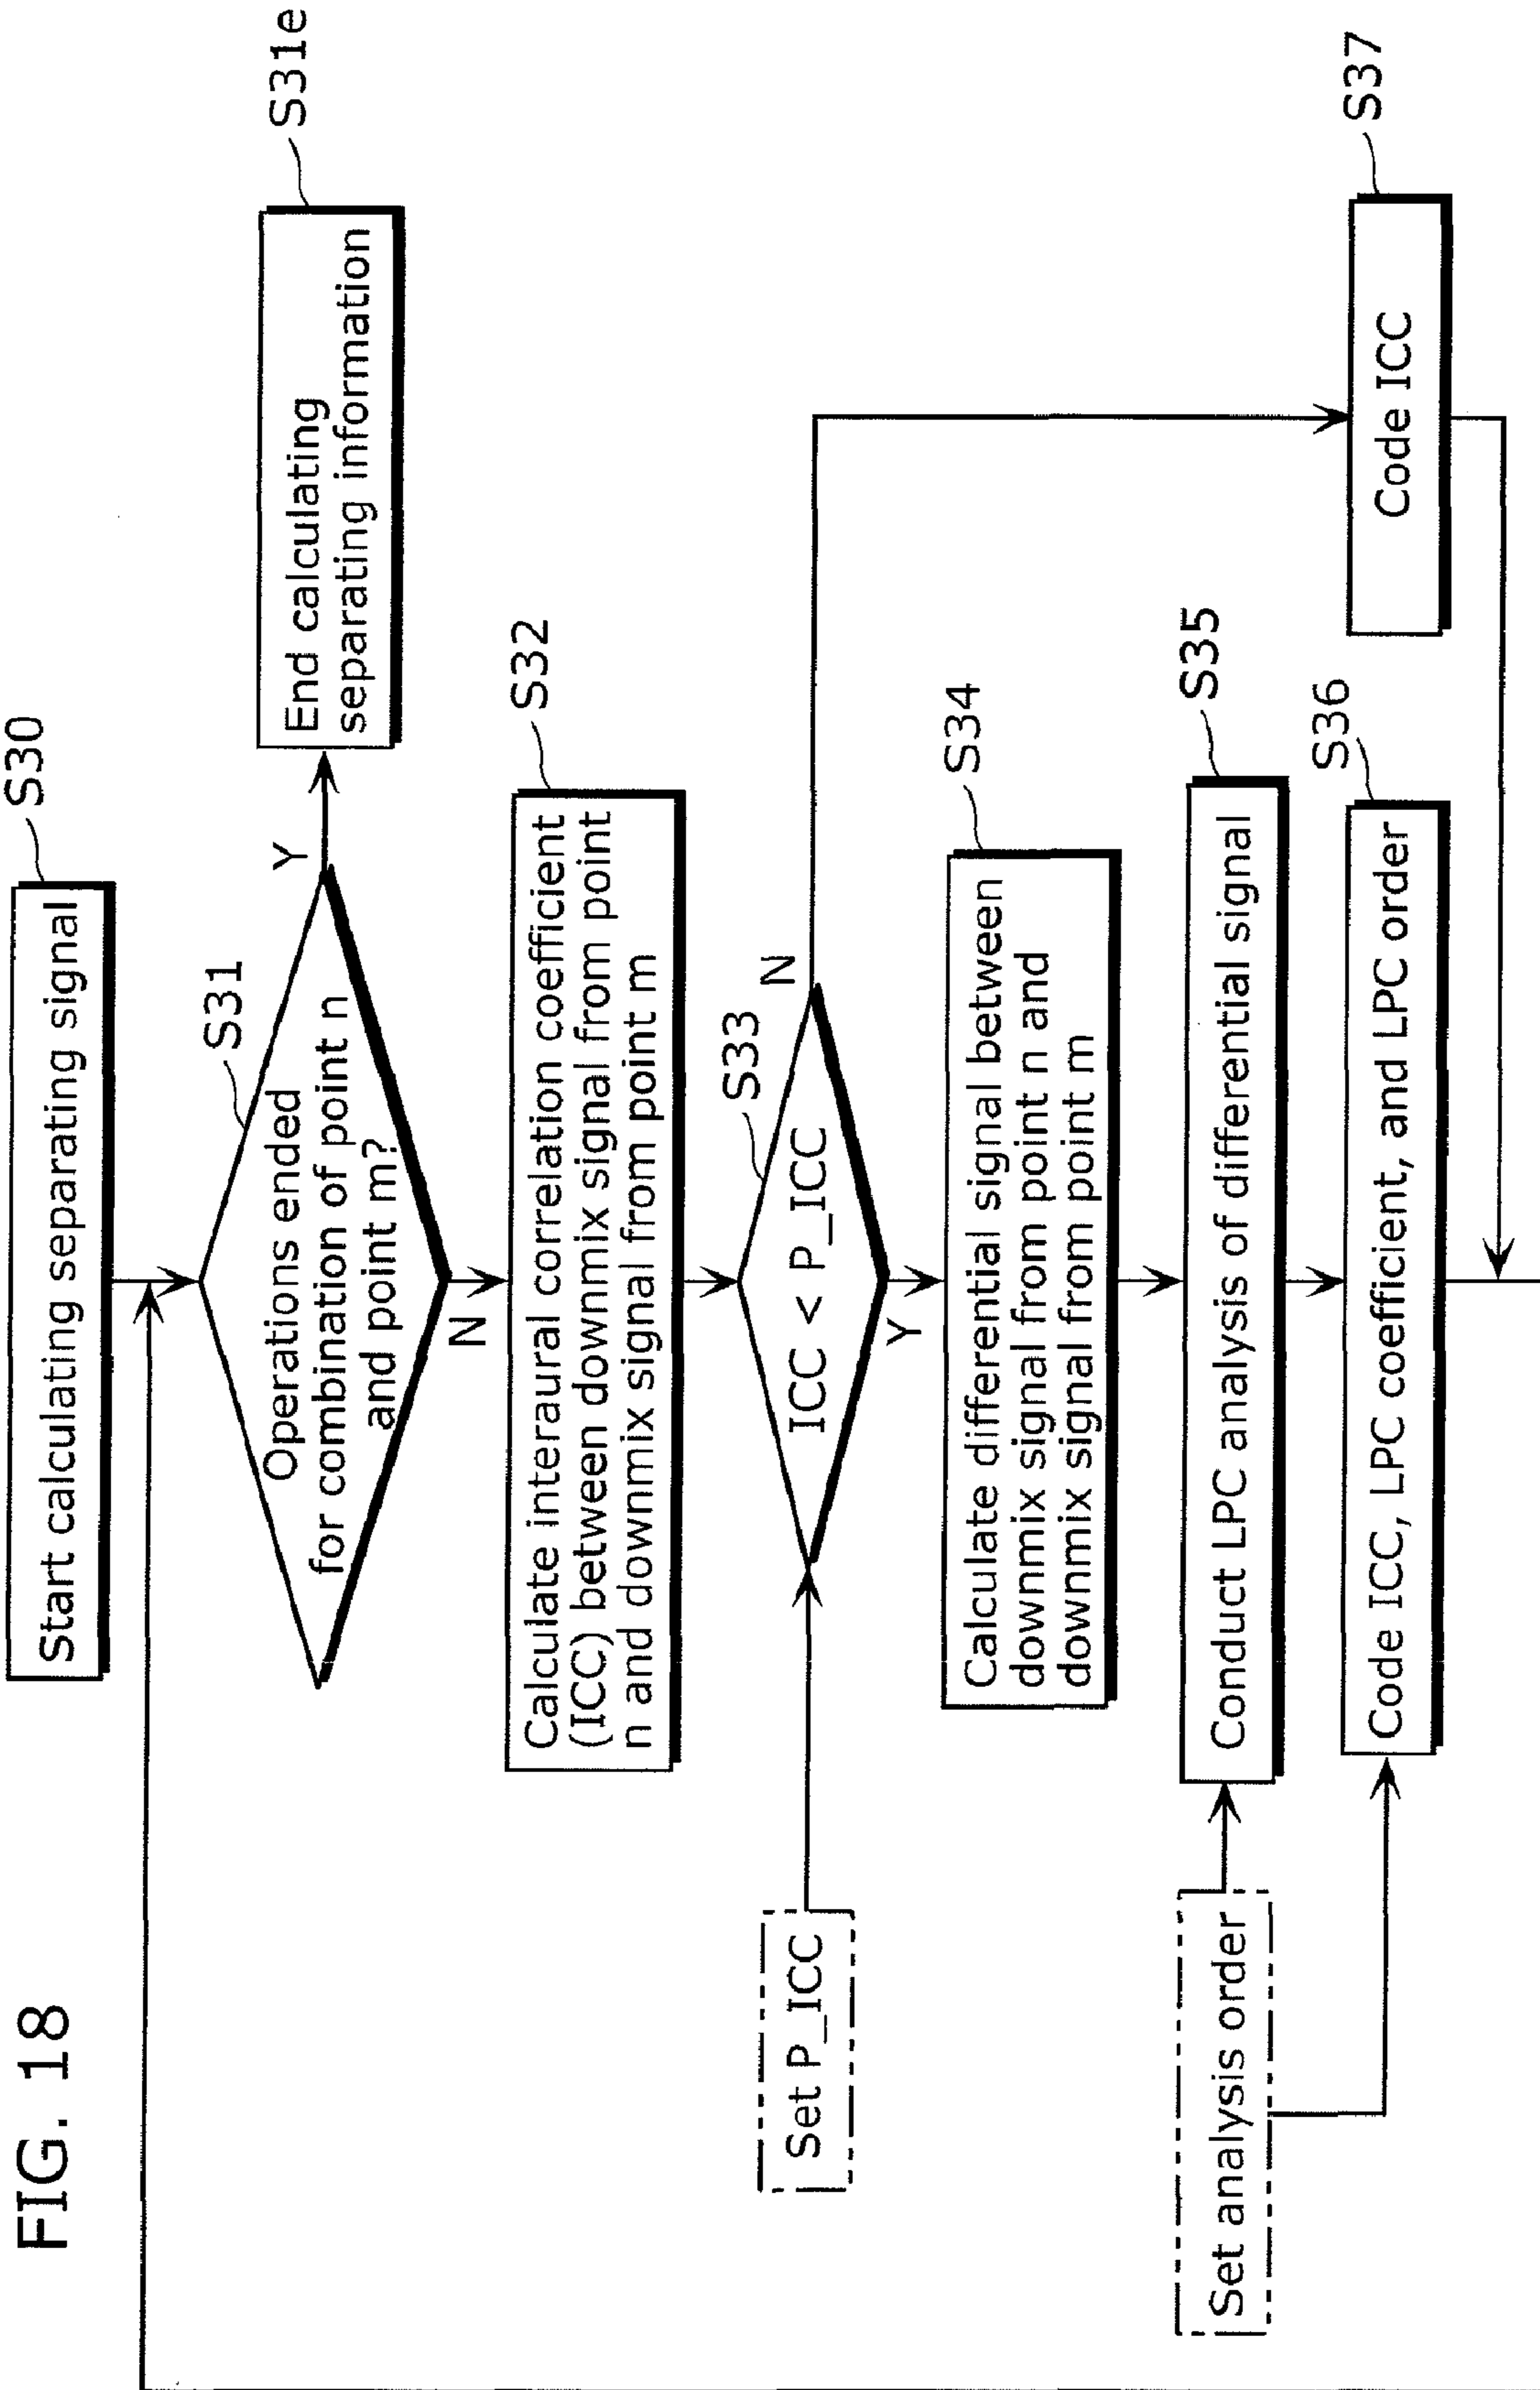 FIG. 18
S30
Start calculating separating signal
S31
Operations ended
for combination of point n
and point m?
Y
N
S31e
End calculating
separating information
S32
Calculate interaural correlation coefficient
(ICC) between downmix signal from point
n and downmix signal from point m
S33
ICC < P_ICC
N
Y
Set P_ICC
S34
Calculate differential signal between
downmix signal from point n and
downmix signal from point m
S35
Conduct LPC analysis of differential signal
Set analysis order
S36
Code ICC, LPC coefficient, and LPC order
S37
Code ICC